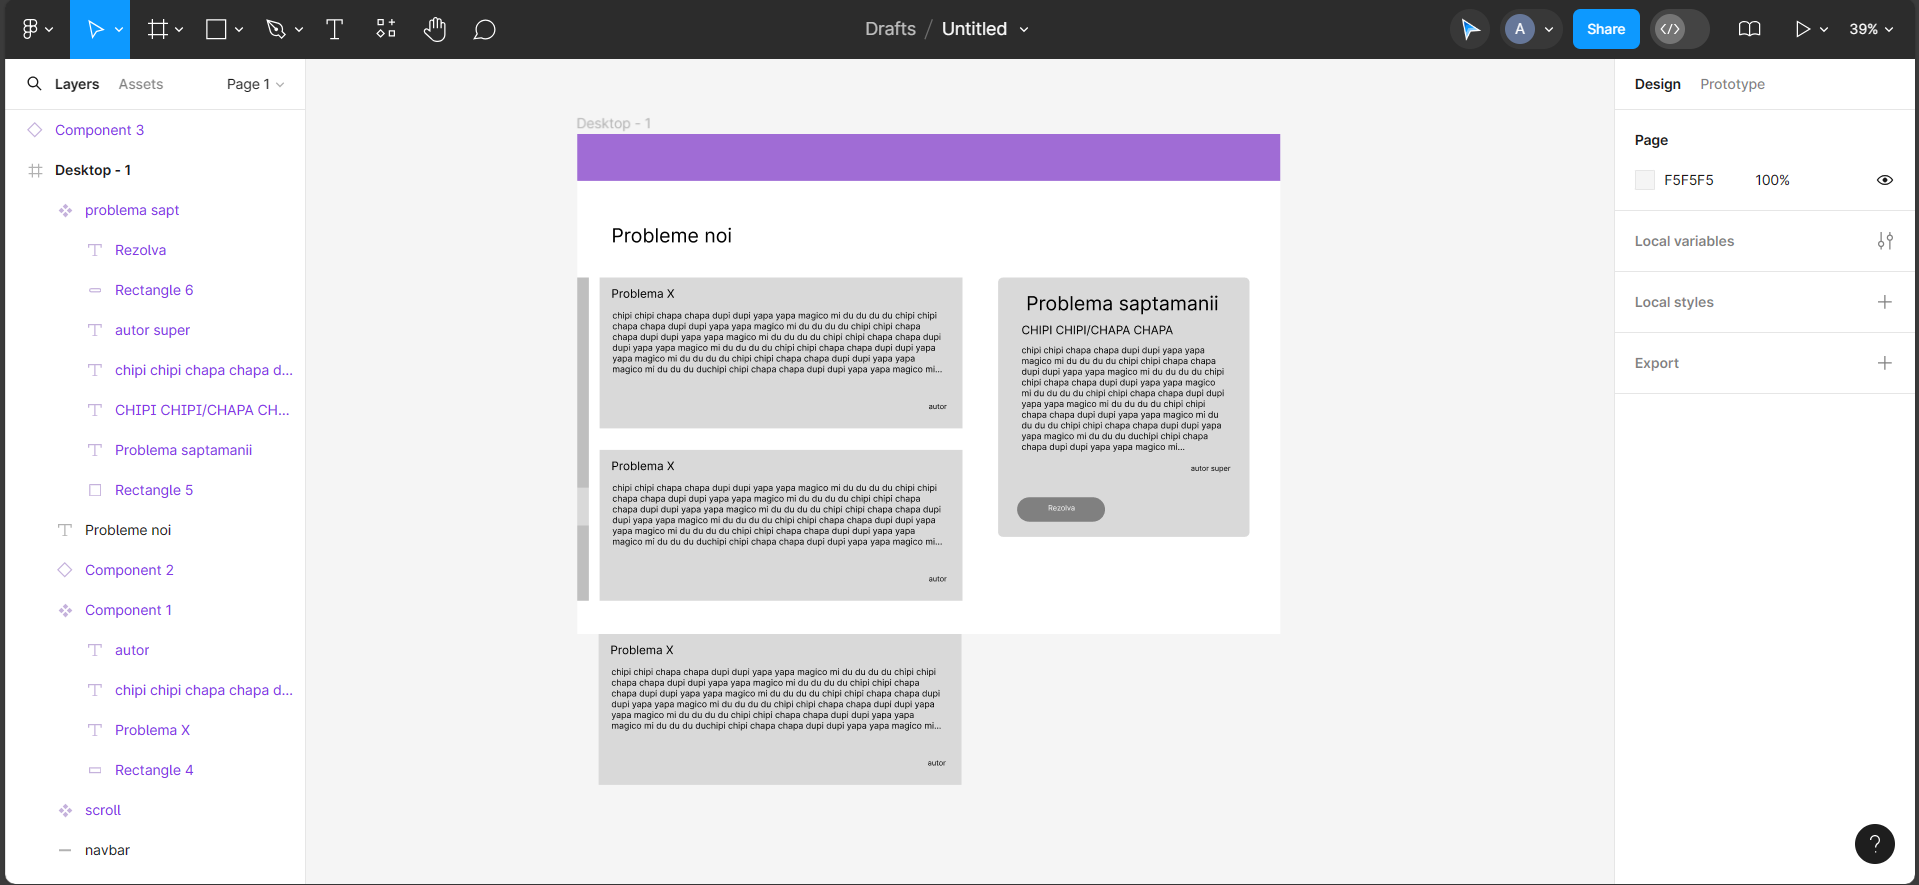 Drafts / Untitled
A
Share
39%
Layers
Assets
Page 1
Component 3
Desktop - 1
problema sapt
Rezolva
Rectangle 6
autor super
chipi chipi chapa chapa d...
CHIPI CHIPI/CHAPA CH...
Problema saptamanii
Rectangle 5
Probleme noi
Component 2
Component 1
autor
chipi chipi chapa chapa d...
Problema X
Rectangle 4
scroll
navbar
Desktop - 1
Probleme noi
Problema X
chipi chipi chapa chapa dupi dupi yapa yapa magico mi du du du du chipi chipi
chapa chapa dupi dupi yapa yapa magico mi du du du du chipi chipi chapa
chapa dupi dupi yapa yapa magico mi du du du du chipi chipi chapa chapa dupi
dupi yapa yapa magico mi du du du du chipi chipi chapa chapa dupi dupi yapa
yapa magico mi du du du du chipi chipi chapa chapa dupi dupi yapa yapa
magico mi du du du duchipi chipi chapa chapa dupi dupi yapa yapa magico mi...
autor
Problema X
chipi chipi chapa chapa dupi dupi yapa yapa magico mi du du du du chipi chipi
chapa chapa dupi dupi yapa yapa magico mi du du du du chipi chipi chapa
chapa dupi dupi yapa yapa magico mi du du du du chipi chipi chapa chapa dupi
dupi yapa yapa magico mi du du du du chipi chipi chapa chapa dupi dupi yapa
yapa magico mi du du du du chipi chipi chapa chapa dupi dupi yapa yapa
magico mi du du du duchipi chipi chapa chapa dupi dupi yapa yapa magico mi...
autor
Problema X
chipi chipi chapa chapa dupi dupi yapa yapa magico mi du du du du chipi chipi
chapa chapa dupi dupi yapa yapa magico mi du du du du chipi chipi chapa
chapa dupi dupi yapa yapa magico mi du du du du chipi chipi chapa chapa dupi
dupi yapa yapa magico mi du du du du chipi chipi chapa chapa dupi dupi yapa
yapa magico mi du du du du chipi chipi chapa chapa dupi dupi yapa yapa
magico mi du du du duchipi chipi chapa chapa dupi dupi yapa yapa magico mi...
autor
Problema saptamanii
CHIPI CHIPI/CHAPA CHAPA
chipi chipi chapa chapa dupi dupi yapa yapa
magico mi du du du du chipi chipi chapa chapa
dupi dupi yapa yapa magico mi du du du du chipi
chipi chapa chapa dupi dupi yapa yapa magico
mi du du du du chipi chipi chapa chapa dupi dupi
yapa yapa magico mi du du du du chipi chipi
chapa chapa dupi dupi yapa yapa magico mi du
du du du chipi chipi chapa chapa dupi dupi yapa
yapa magico mi du du du duchipi chipi chapa
chapa dupi dupi yapa yapa magico mi...
autor super
Rezolva
Design
Prototype
Page
F5F5F5
100%
Local variables
Local styles
Export
?